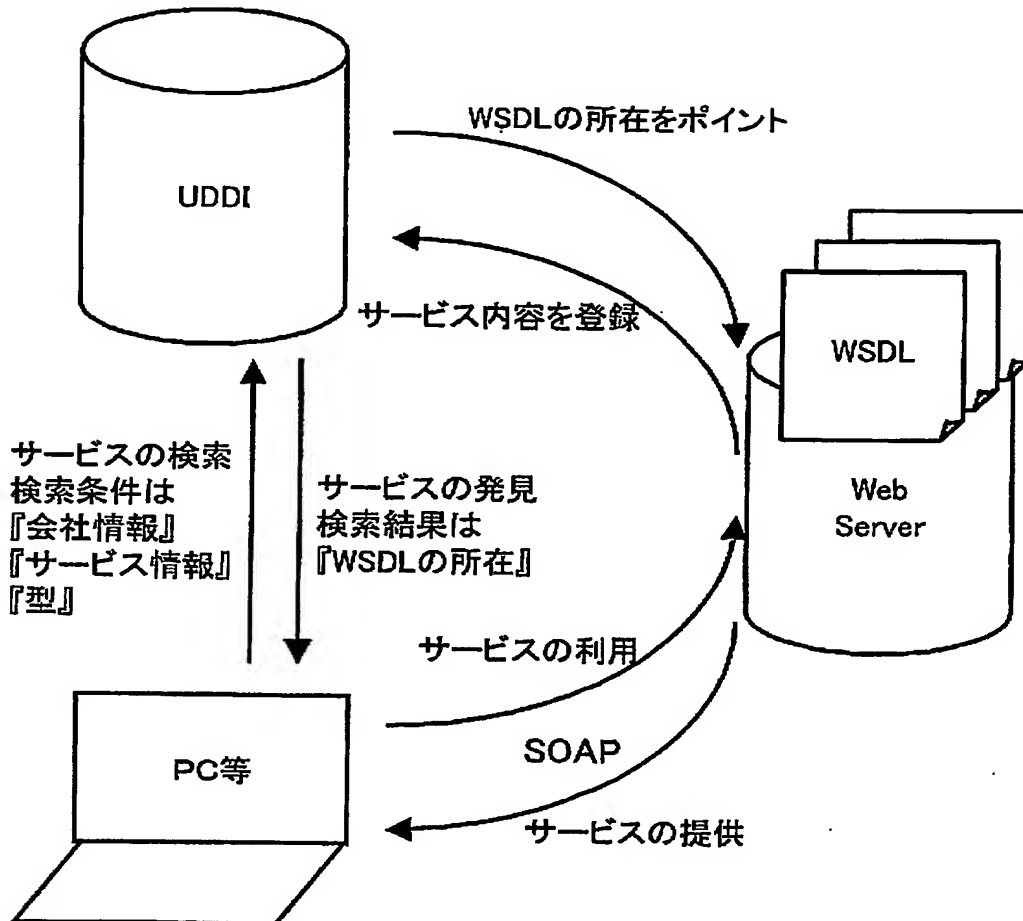 WSDLの所在をポイント
UDDI
サービス内容を登録
WSDL
サービスの検索
検索条件は
『会社情報』
『サービス情報』
『型』
サービスの発見
検索結果は
『WSDLの所在』
Web
Server
サービスの利用
PC等
SOAP
サービスの提供